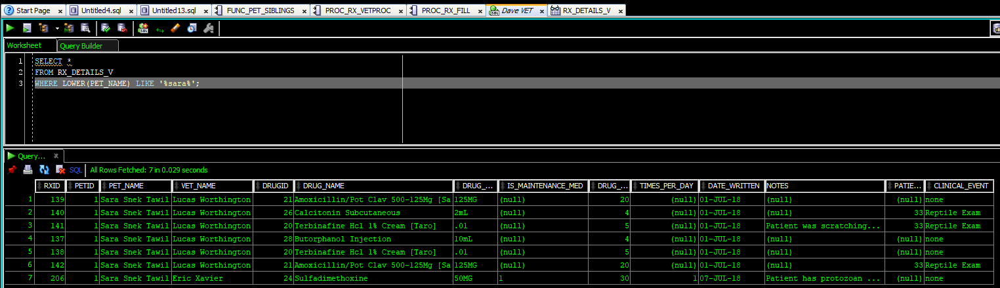 Start Page Untitled4.sql Untitled13.sql FUNC_PET_SIBLINGS PROC_RX_VETPROC PROC_RX_FILL Dave VET RX_DETAILS_V
SQL
Worksheet Query Builder
1 SELECT *
2 FROM RX_DETAILS_V
3 WHERE LOWER(PET_NAME) LIKE '%sara%';
Query...
SQL All Rows Fetched: 7 in 0.029 seconds
RXID PETID PET_NAME VET_NAME DRUGID DRUG_NAME DRUG_... IS_MAINTENANCE_MED DRUG_... TIMES_PER_DAY DATE_WRITTEN NOTES PATIE... CLINICAL_EVENT
1 139 1 Sara Snek Tawil Lucas Worthington 21 Amoxicillin/Pot Clav 500-125Mg [Sa 125MG (null) 20 (null) 01-JUL-18 (null) (null) none
2 140 1 Sara Snek Tawil Lucas Worthington 26 Calcitonin Subcutaneous 2mL (null) 4 (null) 01-JUL-18 (null) 33 Reptile Exam
3 141 1 Sara Snek Tawil Lucas Worthington 20 Terbinafine Hcl 1% Cream [Taro] .01 (null) 5 (null) 01-JUL-18 Patient was scratching... 33 Reptile Exam
4 137 1 Sara Snek Tawil Lucas Worthington 28 Butorphanol Injection 10mL (null) 4 (null) 01-JUL-18 (null) (null) none
5 138 1 Sara Snek Tawil Lucas Worthington 20 Terbinafine Hcl 1% Cream [Taro] .01 (null) 5 (null) 01-JUL-18 (null) (null) none
6 142 1 Sara Snek Tawil Lucas Worthington 21 Amoxicillin/Pot Clav 500-125Mg [Sa 125MG (null) 20 (null) 01-JUL-18 (null) 33 Reptile Exam
7 206 1 Sara Snek Tawil Eric Xavier 24 Sulfadimethoxine 50MG 1 30 1 07-JUL-18 Patient has protozoan ... (null) none